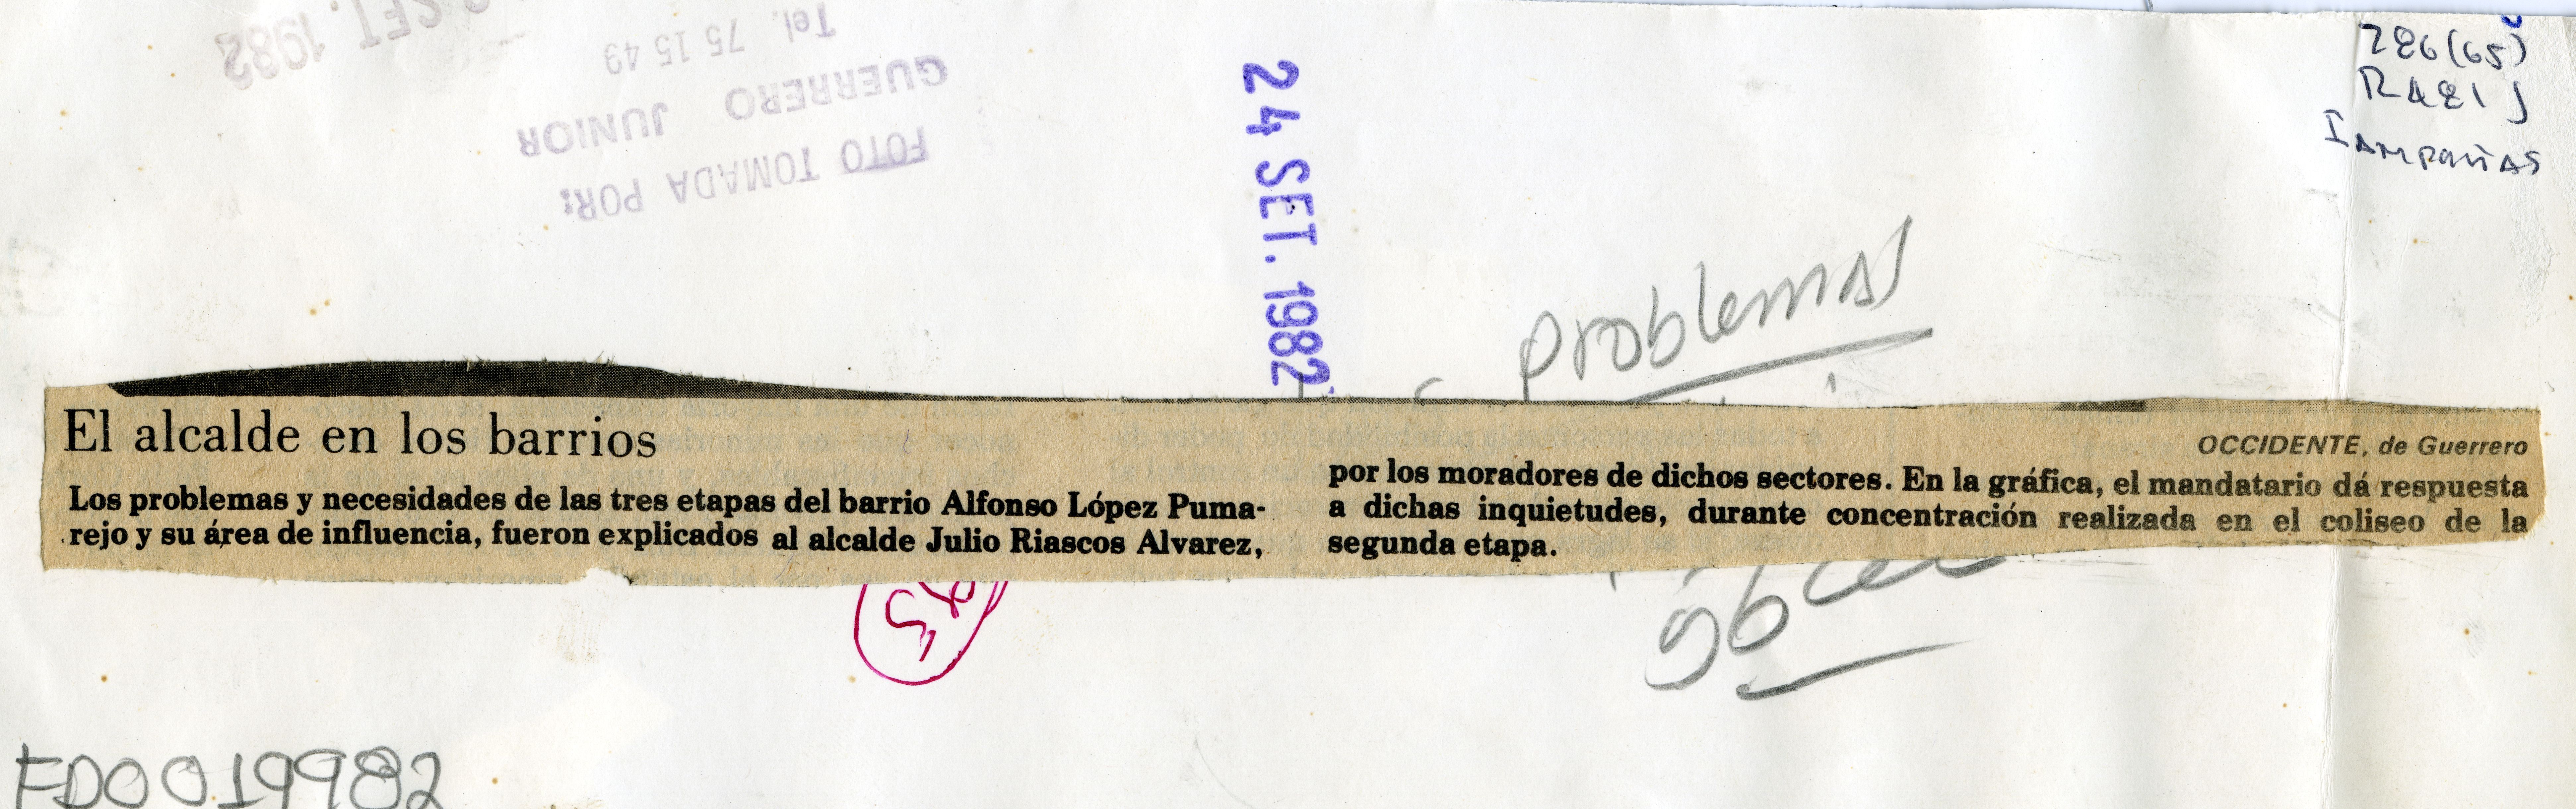 SET. 1982
Tel. 75 15 49
GUERRERO JUNIOR
FOTO TOMADA POR:
24 SET. 1982
problemas
El alcalde en los barrios
OCCIDENTE, de Guerrero
Los problemas y necesidades de las tres etapas del barrio Alfonso López Puma-
rejo y su área de influencia, fueron explicados al alcalde Julio Riascos Alvarez,
por los moradores de dichos sectores. En la gráfica, el mandatario dá respuesta
a dichas inquietudes, durante concentración realizada en el coliseo de la
segunda etapa.
FD0019982